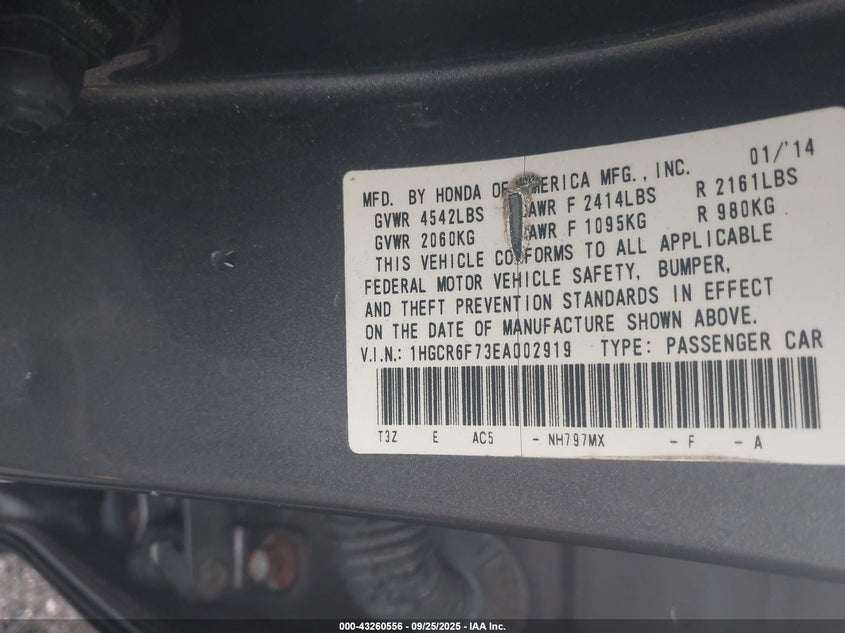 01/'14
MFD. BY HONDA OF AMERICA MFG., INC.
GVWR 4542LBS AWR F 2414LBS R 2161LBS
GVWR 2060KG AWR F 1095KG R 980KG
THIS VEHICLE CONFORMS TO ALL APPLICABLE
FEDERAL MOTOR VEHICLE SAFETY, BUMPER,
AND THEFT PREVENTION STANDARDS IN EFFECT
ON THE DATE OF MANUFACTURE SHOWN ABOVE.
V.I.N.: 1HGCR6F73EA002919 TYPE: PASSENGER CAR
T3Z E AC5 - NH797MX - F - A
000-43260556 - 09/25/2025 - IAA Inc.